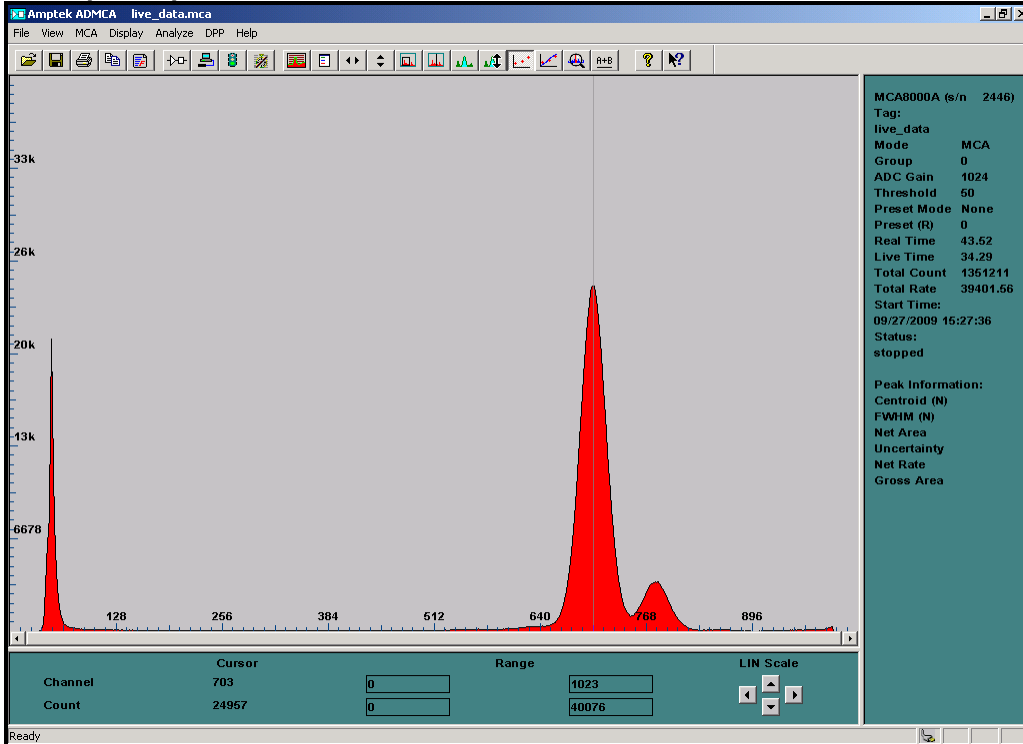 Amptek ADMCA live_data.mca
File View MCA Display Analyze DPP Help
A+B
33k
26k
20k
13k
6678
128 256 384 512 640 768 896
MCA8000A (s/n 2446)
Tag:
live_data
Mode MCA
Group 0
ADC Gain 1024
Threshold 50
Preset Mode None
Preset (R) 0
Real Time 43.52
Live Time 34.29
Total Count 1351211
Total Rate 39401.56
Start Time:
09/27/2009 15:27:36
Status:
stopped
Peak Information:
Centroid (N)
FWHM (N)
Net Area
Uncertainty
Net Rate
Gross Area
Cursor Range LIN Scale
Channel 703 0 1023
Count 24957 0 40076
Ready